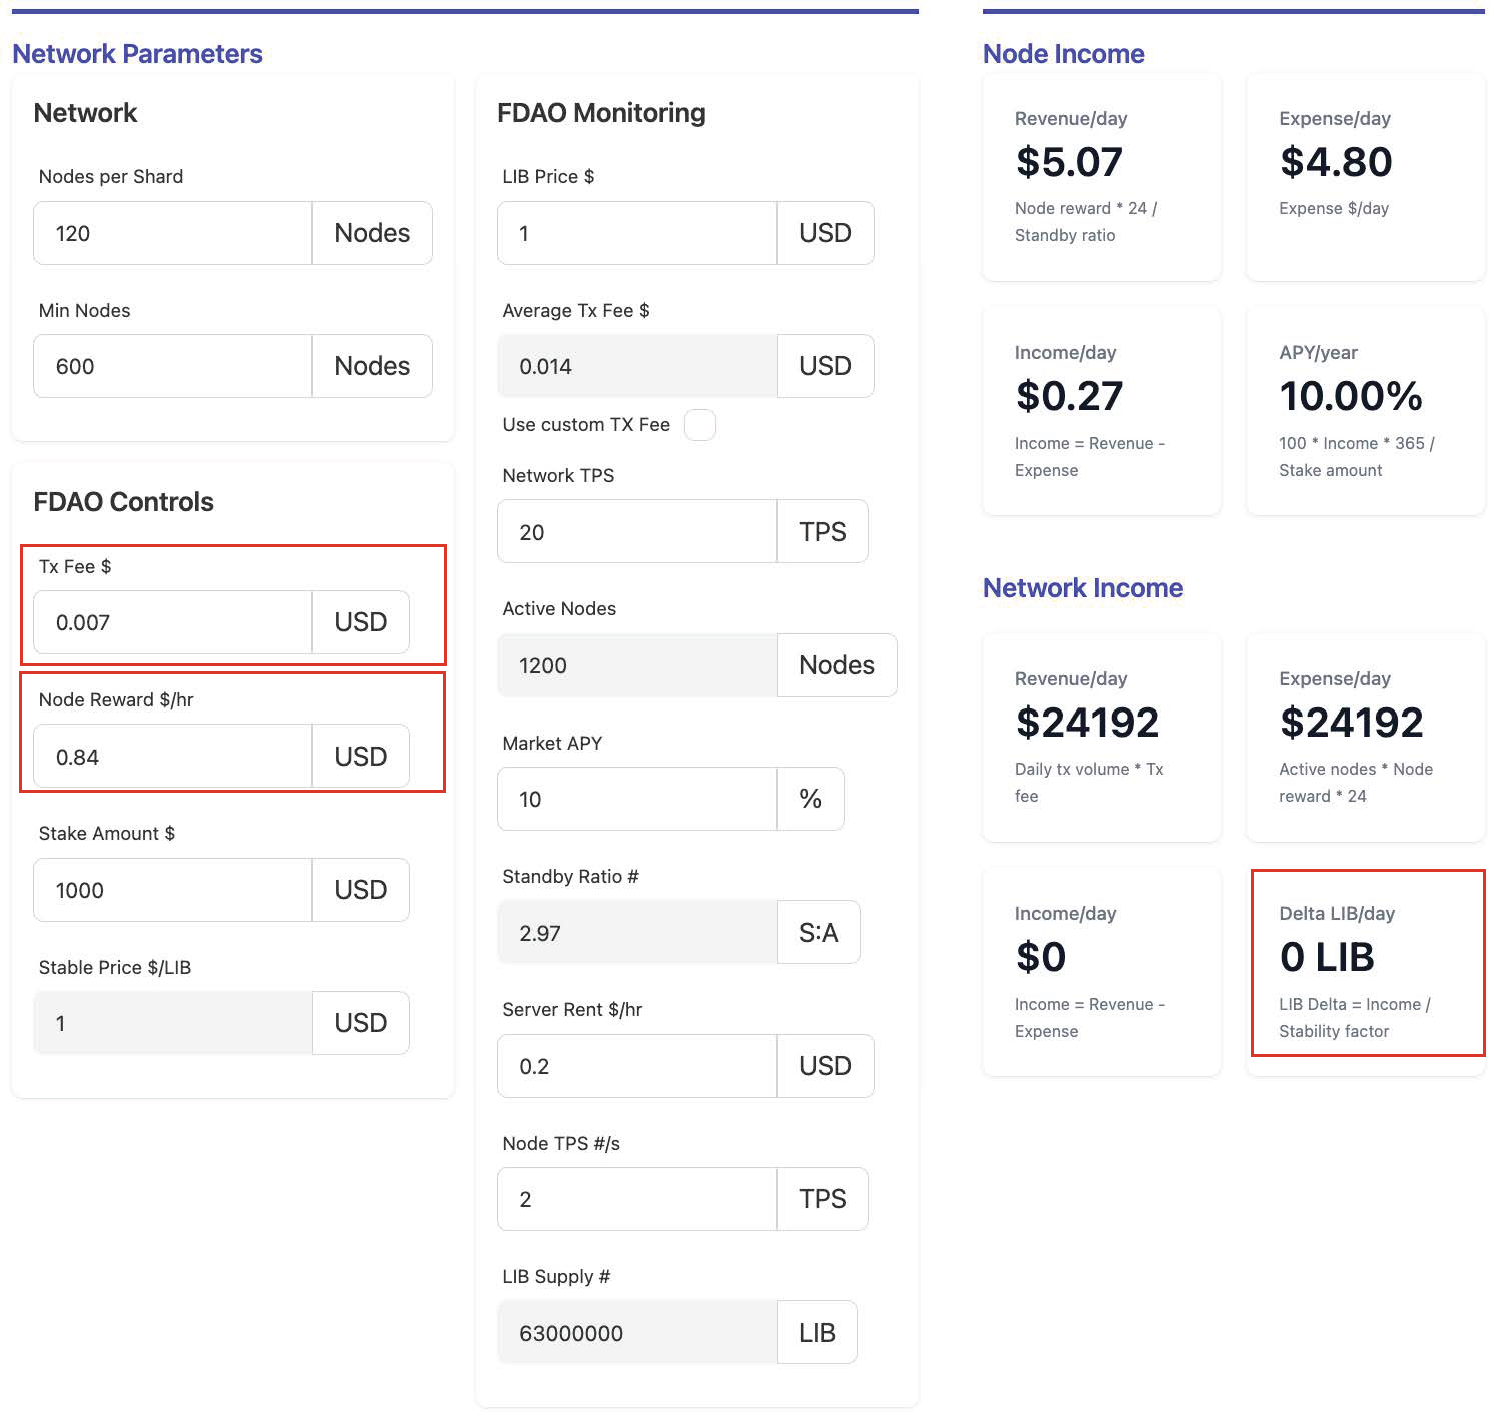 Network Parameters
Network
Nodes per Shard
120 Nodes
Min Nodes
600 Nodes
FDAO Controls
Tx Fee $
0.007 USD
Node Reward $/hr
0.84 USD
Stake Amount $
1000 USD
Stable Price $/LIB
1 USD
FDAO Monitoring
LIB Price $
1 USD
Average Tx Fee $
0.014 USD
Use custom TX Fee
Network TPS
20 TPS
Active Nodes
1200 Nodes
Market APY
10 %
Standby Ratio #
2.97 S:A
Server Rent $/hr
0.2 USD
Node TPS #/s
2 TPS
LIB Supply #
63000000 LIB
Node Income
Revenue/day
$5.07
Node reward * 24 /
Standby ratio
Expense/day
$4.80
Expense $/day
Income/day
$0.27
Income = Revenue -
Expense
APY/year
10.00%
100 * Income * 365 /
Stake amount
Network Income
Revenue/day
$24192
Daily tx volume * Tx
fee
Expense/day
$24192
Active nodes * Node
reward * 24
Income/day
$0
Income = Revenue -
Expense
Delta LIB/day
0 LIB
LIB Delta = Income /
Stability factor